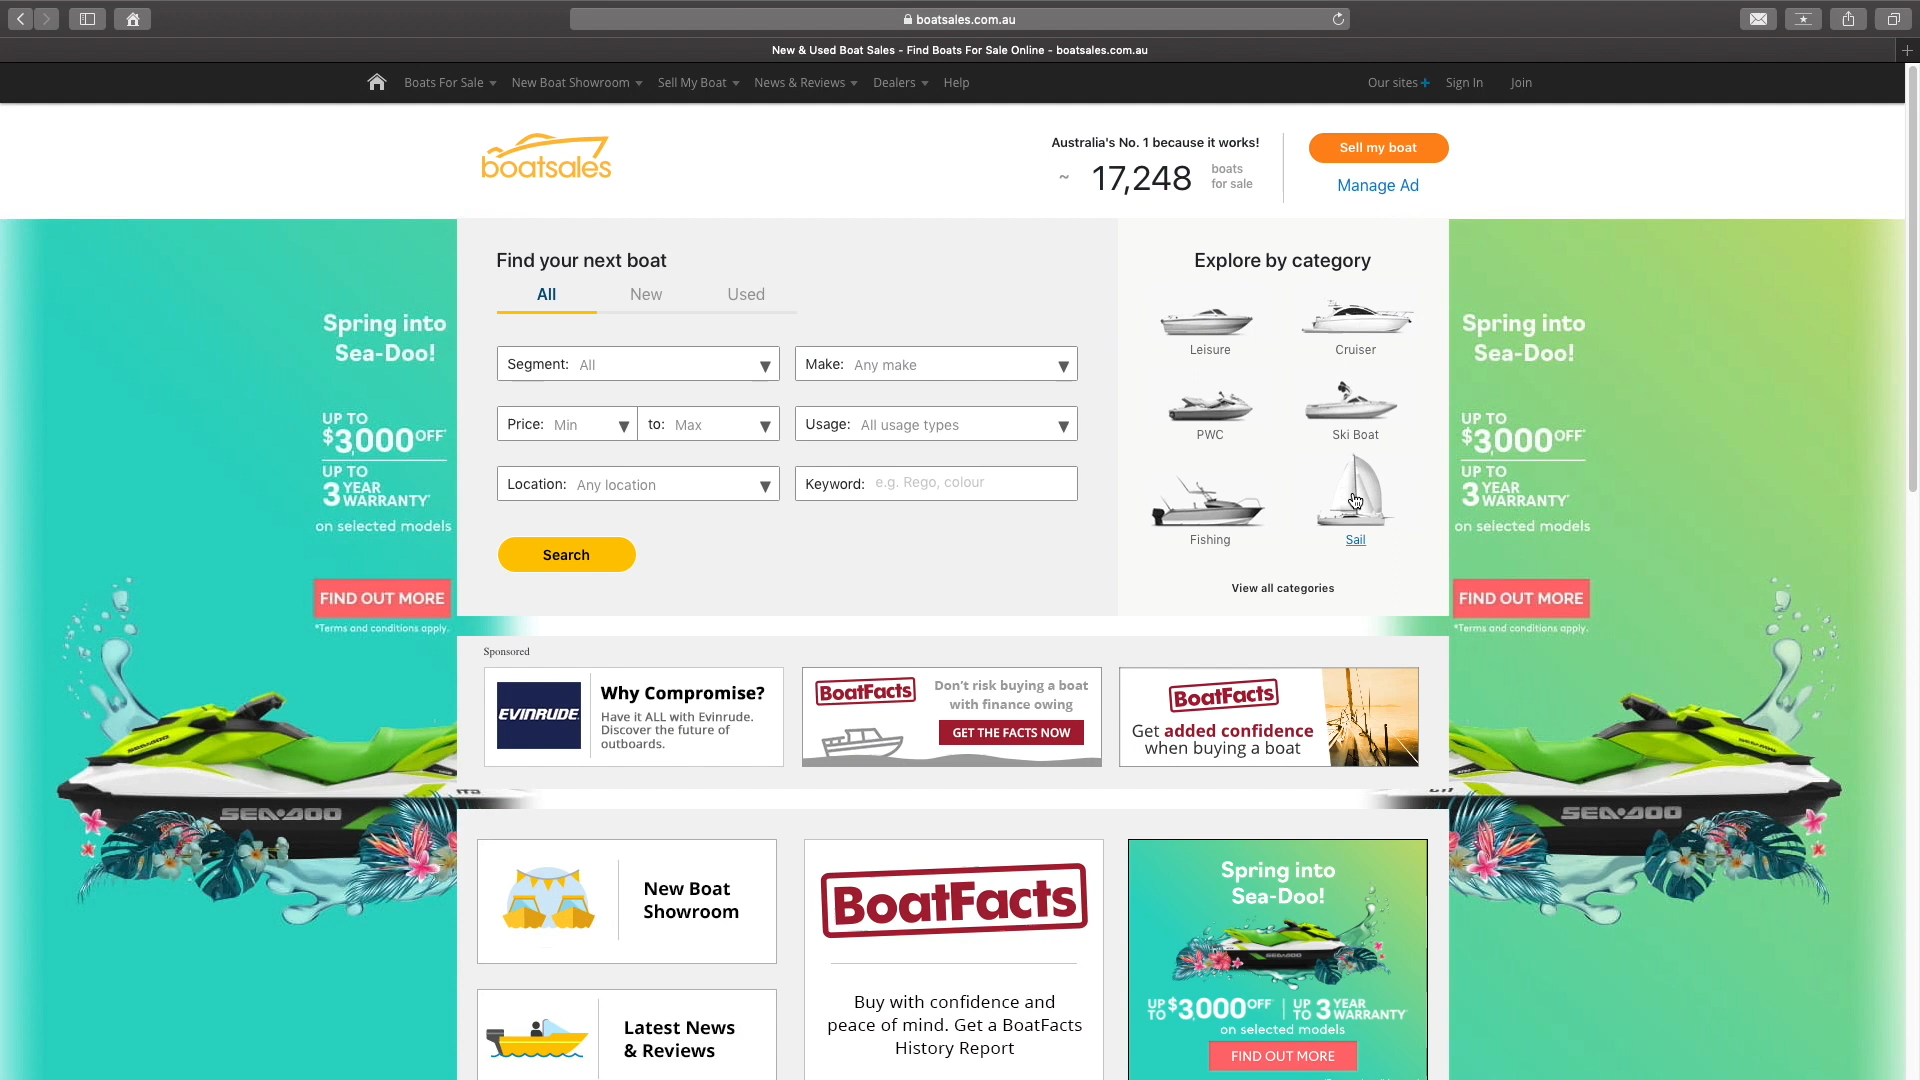 boatsales.com.au
New & Used Boat Sales - Find Boats For Sale Online - boatsales.com.au
Boats For Sale New Boat Showroom Sell My Boat News & Reviews Dealers Help Our sites+ Sign In Join
boatsales
Australia's No. 1 because it works!
~ 17,248 boats for sale
Sell my boat
Manage Ad
Find your next boat
All New Used
Segment: All
Make: Any make
Price: Min to: Max
Usage: All usage types
Location: Any location
Keyword: e.g. Rego, colour
Search
Explore by category
Leisure Cruiser
PWC Ski Boat
Fishing Sail
View all categories
Spring into
Sea-Doo!
UP TO
$3,000 OFF*
UP TO
3 YEAR WARRANTY*
on selected models
FIND OUT MORE
*Terms and conditions apply.
SEA-DOO
Spring into
Sea-Doo!
UP TO
$3,000 OFF*
UP TO
3 YEAR WARRANTY*
on selected models
FIND OUT MORE
*Terms and conditions apply.
SEA-DOO
Sponsored
EVINRUDE
Why Compromise?
Have it ALL with Evinrude.
Discover the future of
outboards.
BoatFacts
Don't risk buying a boat
with finance owing
GET THE FACTS NOW
BoatFacts
Get added confidence
when buying a boat
New Boat
Showroom
Latest News
& Reviews
BoatFacts
Buy with confidence and
peace of mind. Get a BoatFacts
History Report
Spring into
Sea-Doo!
UP TO $3,000 OFF* | UP TO 3 YEAR WARRANTY*
on selected models
FIND OUT MORE